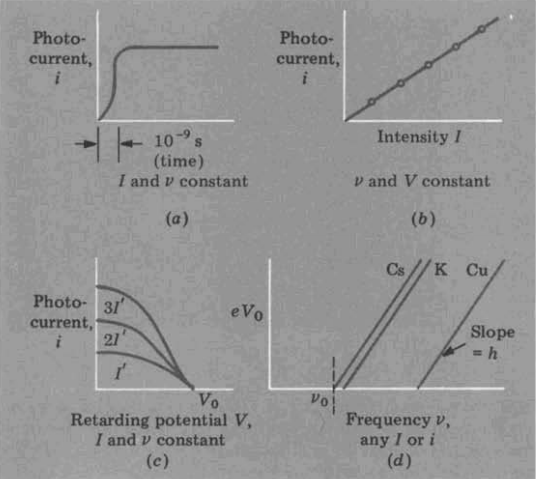 Photo-
current,
i
10⁻⁹ s
(time)
I and ν constant
(a)
Photo-
current,
i
Intensity I
ν and V constant
(b)
Photo-
current,
i
3I′
2I′
I′
V₀
Retarding potential V,
I and ν constant
(c)
eV₀
Cs
K
Cu
Slope
= h
ν₀
Frequency ν,
any I or i
(d)